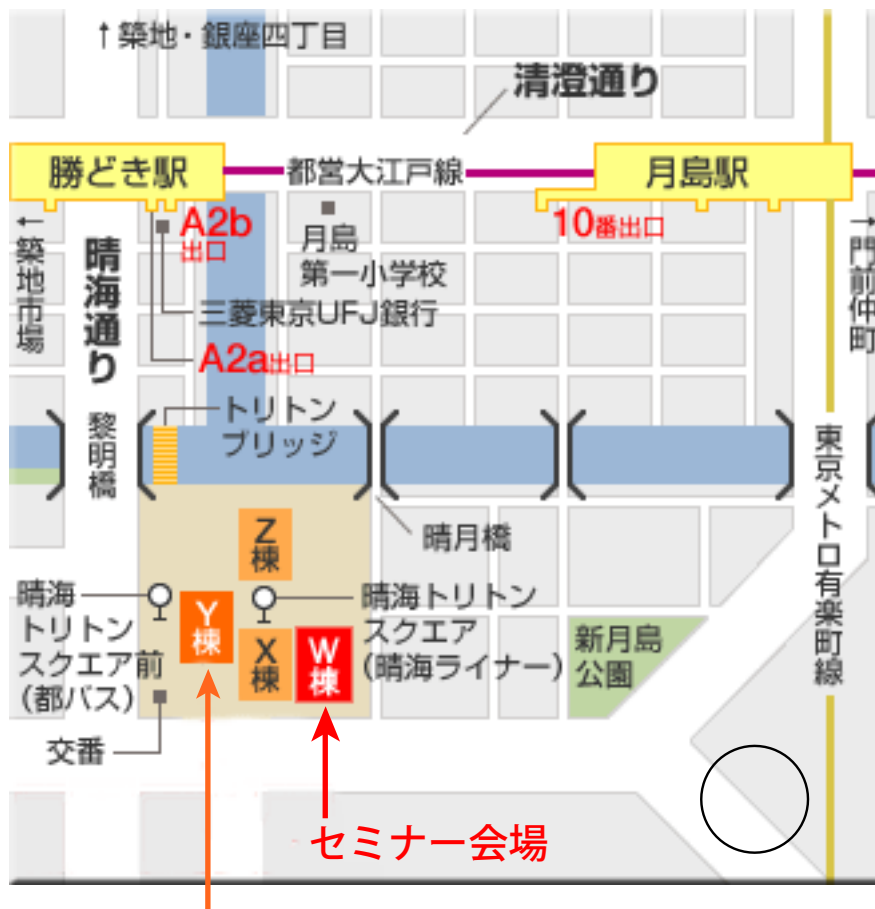 ↑築地・銀座四丁目
清澄通り
勝どき駅
都営大江戸線
月島駅
A2b
出口
10番出口
←築地市場
晴海通り
月島
第一小学校
→門前仲町
三菱東京UFJ銀行
A2a出口
トリトン
ブリッジ
黎明橋
東京メトロ有楽町線
晴月橋
Z
棟
晴海
トリトン
スクエア前
(都バス)
Y
棟
X
棟
W
棟
晴海トリトン
スクエア
(晴海ライナー)
新月島
公園
交番
セミナー会場